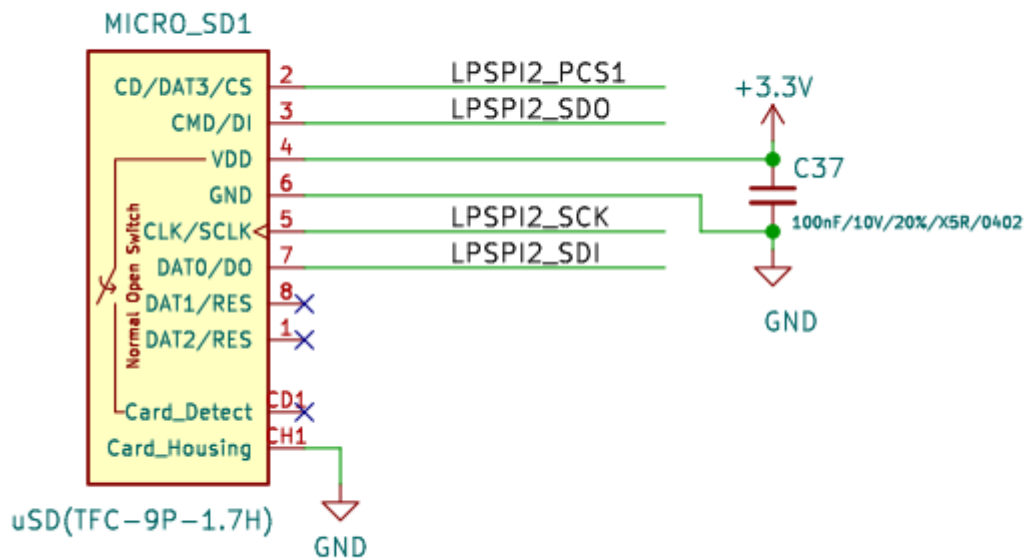 MICRO_SD1
CD/DAT3/CS 2 LPSPI2_PCS1
+3.3V
CMD/DI 3 LPSPI2_SDO
VDD 4
C37
GND 6
100nF/10V/20%/X5R/0402
CLK/SCLK 5 LPSPI2_SCK
DAT0/DO 7 LPSPI2_SDI
Normal Open Switch
DAT1/RES 8
GND
DAT2/RES 1
Card_Detect CD1
Card_Housing CH1
uSD(TFC-9P-1.7H)
GND